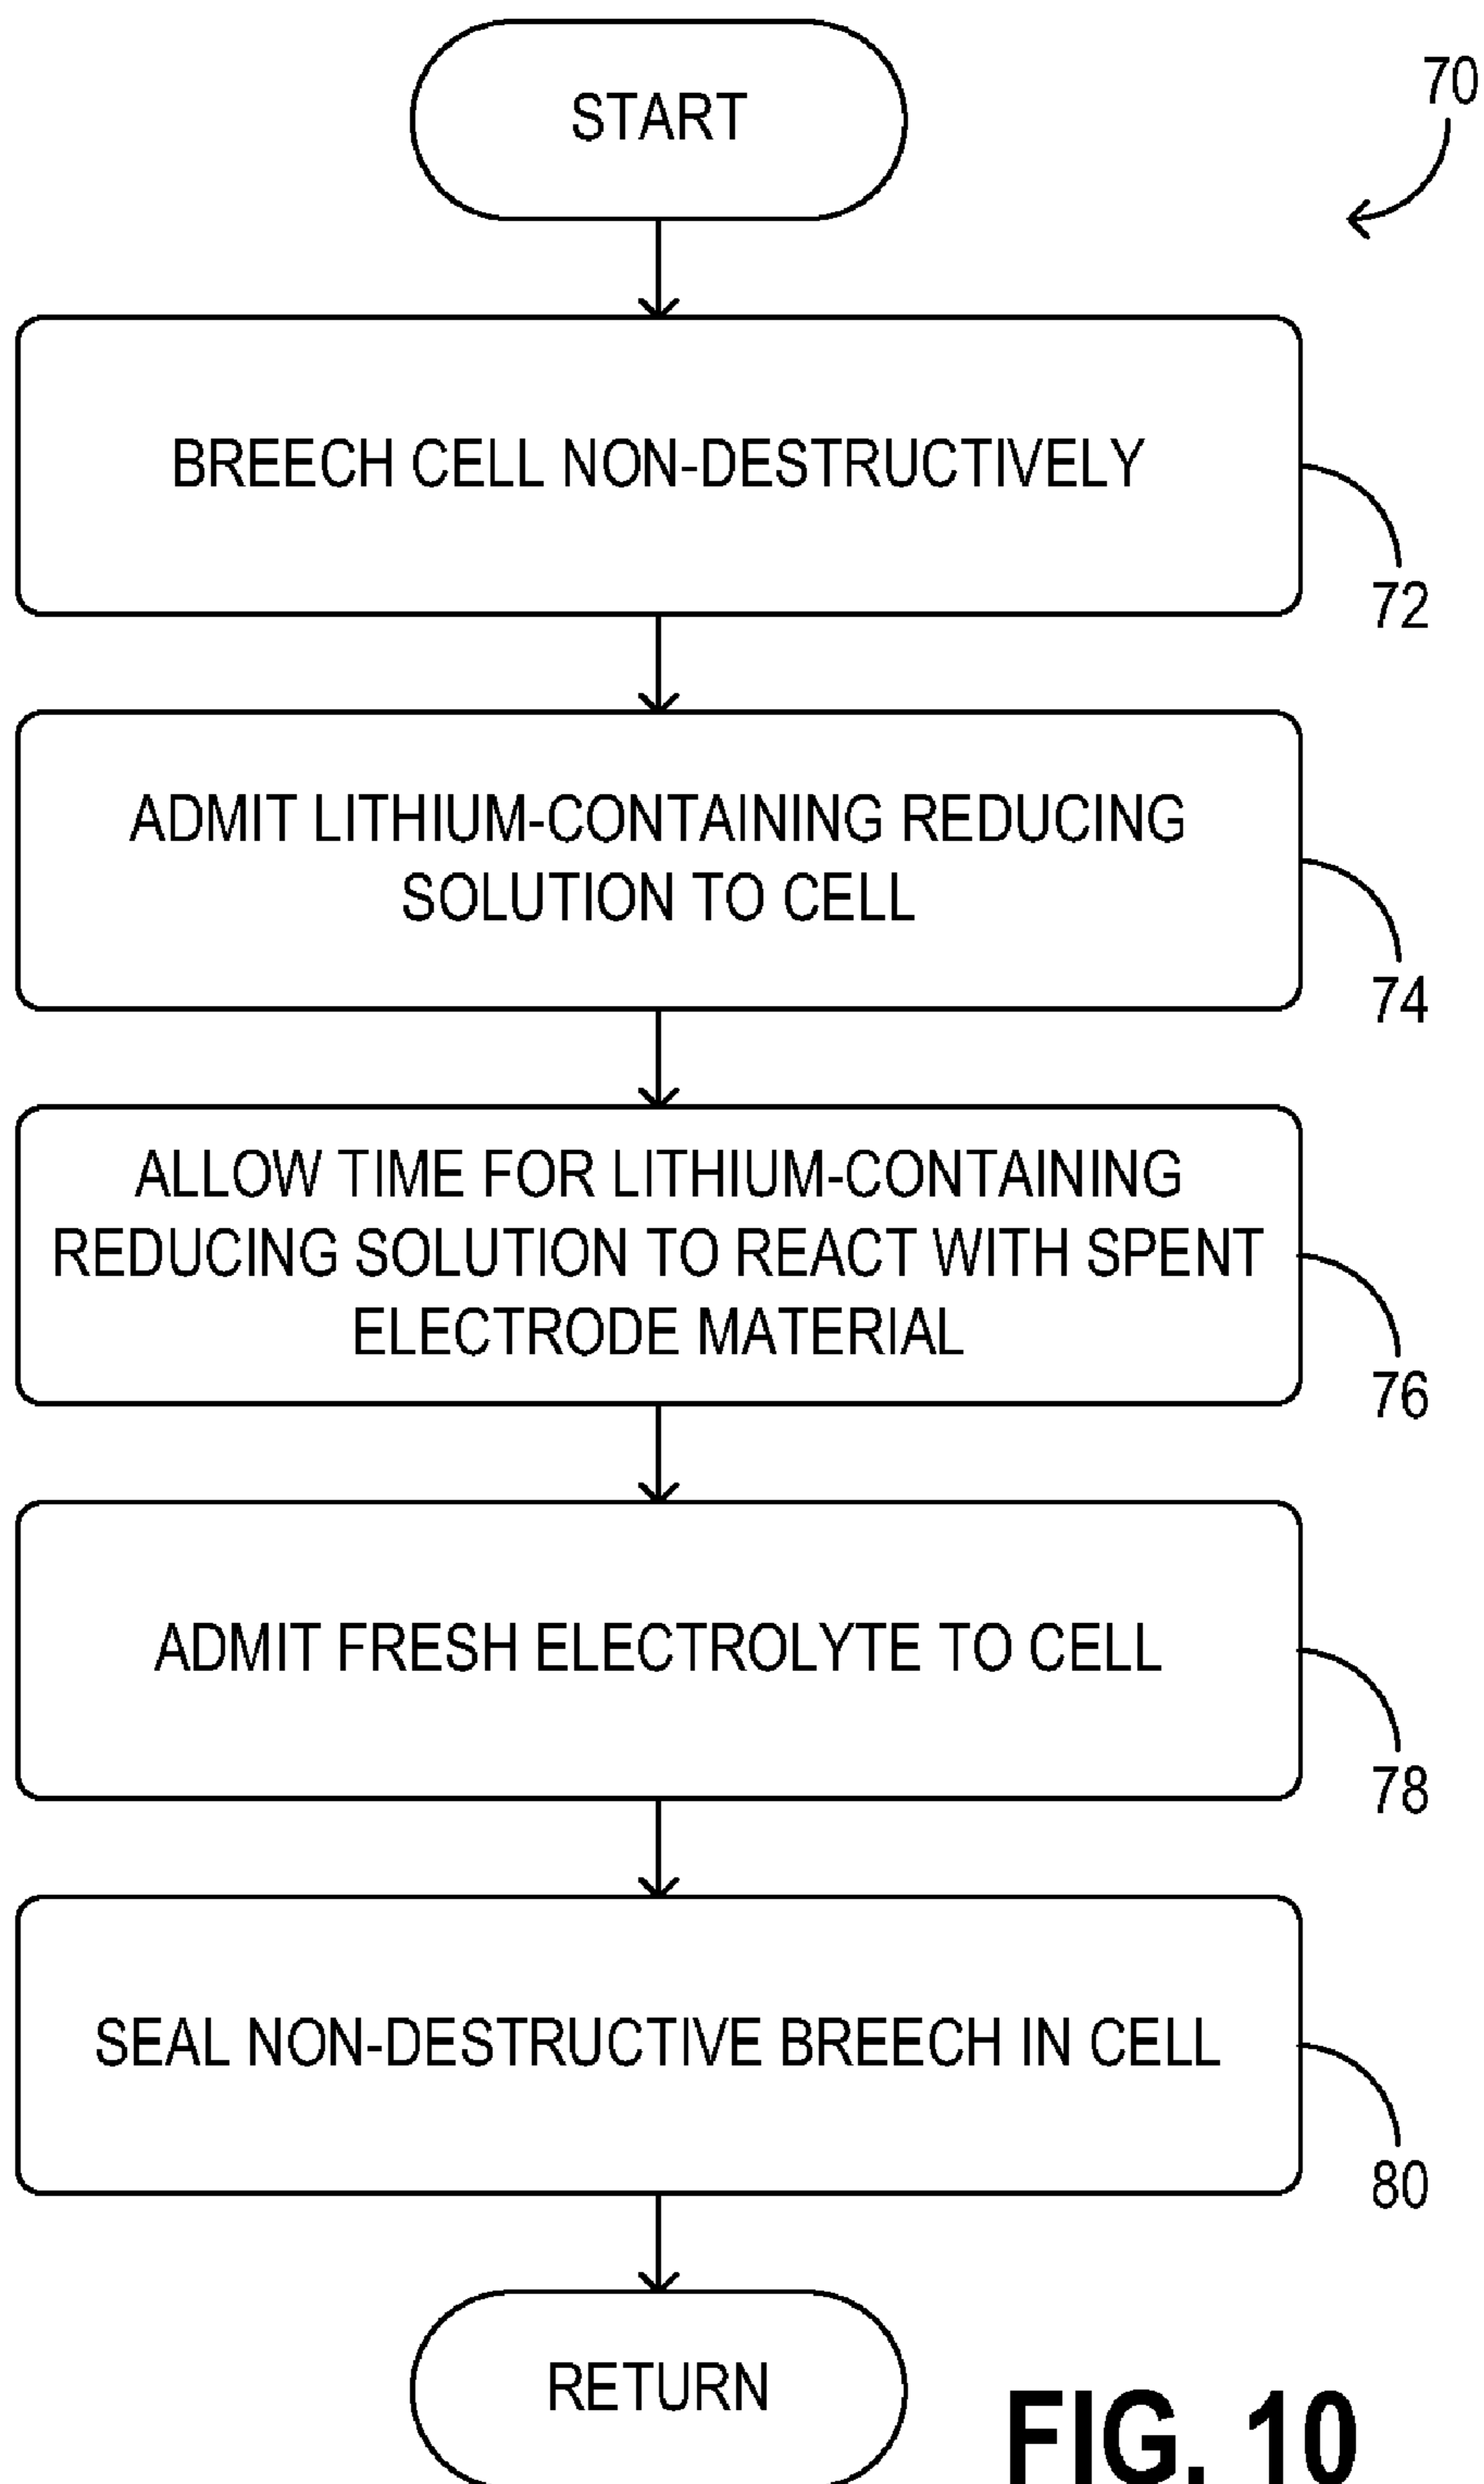 START
70
BREECH CELL NON-DESTRUCTIVELY
72
ADMIT LITHIUM-CONTAINING REDUCING
SOLUTION TO CELL
74
ALLOW TIME FOR LITHIUM-CONTAINING
REDUCING SOLUTION TO REACT WITH SPENT
ELECTRODE MATERIAL
76
ADMIT FRESH ELECTROLYTE TO CELL
78
SEAL NON-DESTRUCTIVE BREECH IN CELL
80
RETURN
FIG. 10